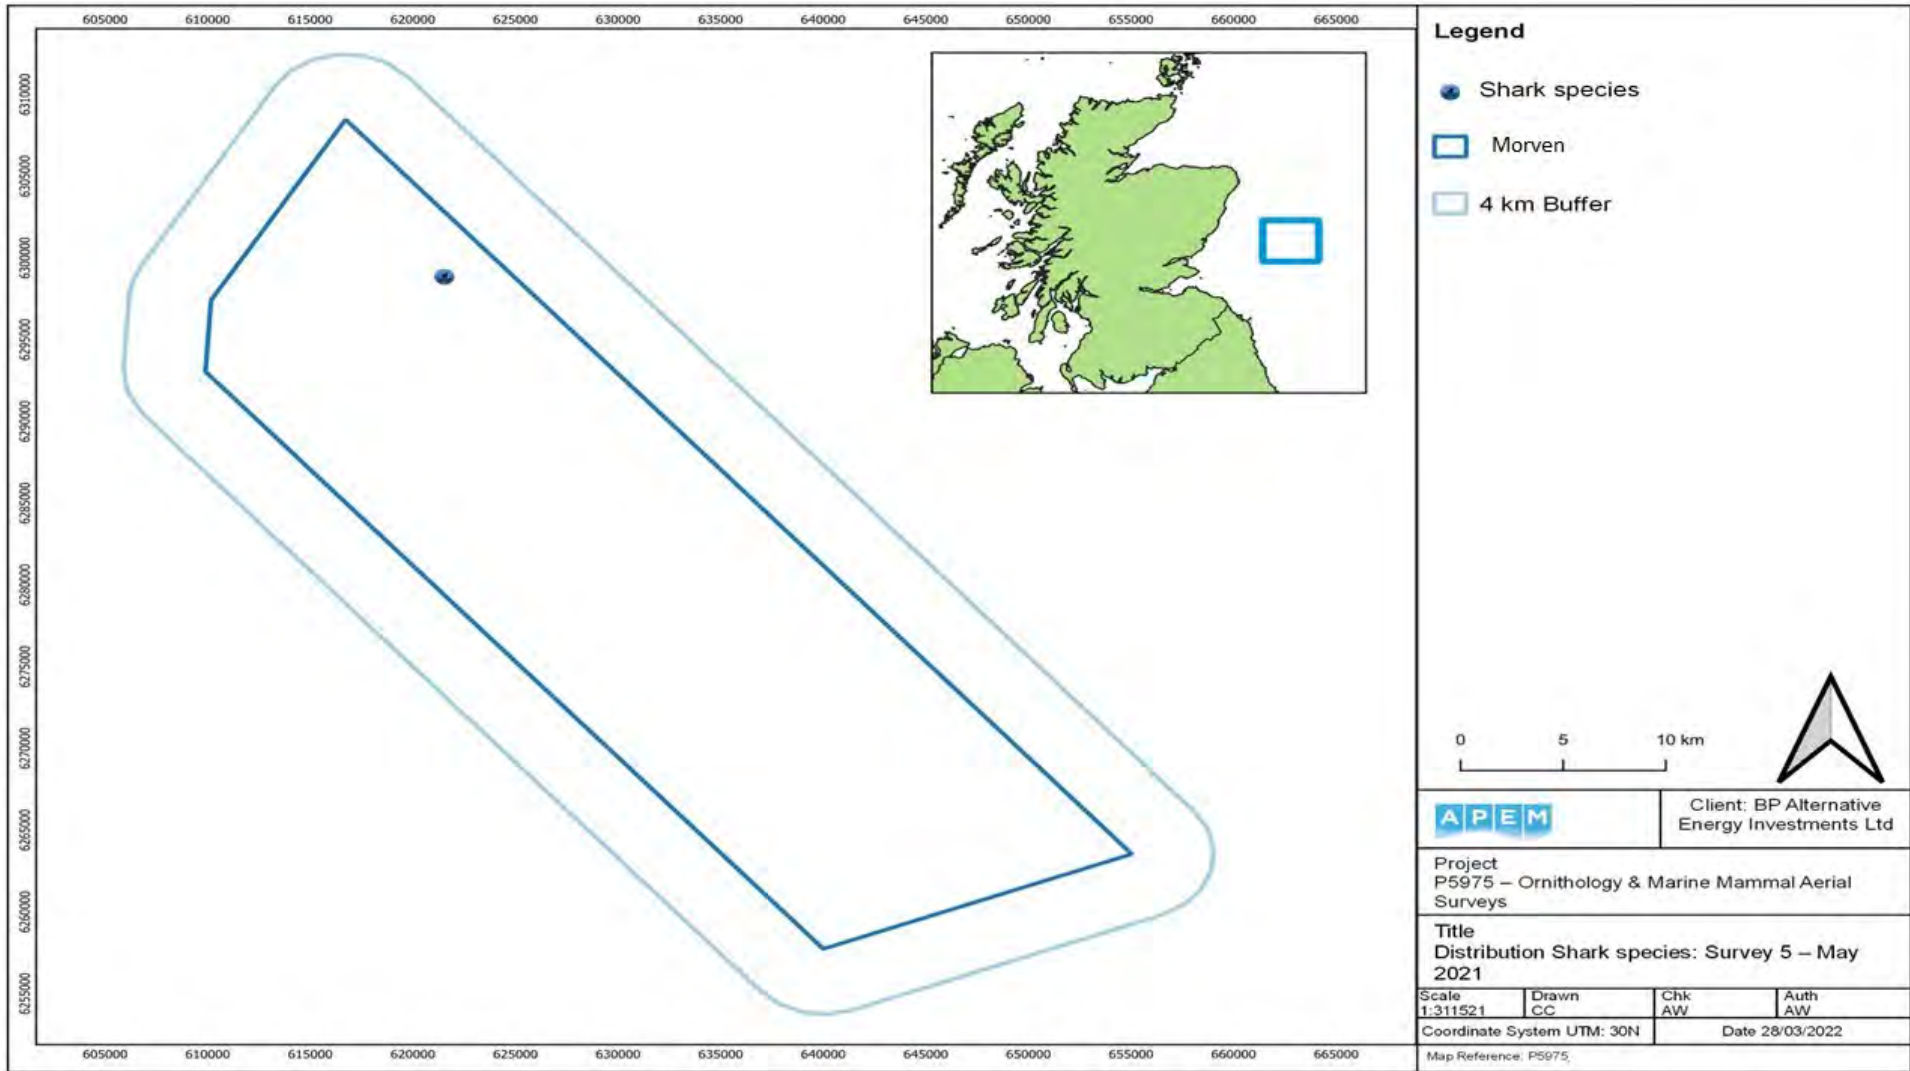 605000 610000 615000 620000 625000 630000 635000 640000 645000 650000 655000 660000 665000
6310000
6305000
6300000
6295000
6290000
6285000
6280000
6275000
6270000
6265000
6260000
6255000
605000 610000 615000 620000 625000 630000 635000 640000 645000 650000 655000 660000 665000
Legend
Shark species
Morven
4 km Buffer
0 5 10 km
APEM
Client: BP Alternative
Energy Investments Ltd
Project
P5975 – Ornithology & Marine Mammal Aerial
Surveys
Title
Distribution Shark species: Survey 5 – May
2021
Scale Drawn Chk Auth
1:311521 CC AW AW
Coordinate System UTM: 30N Date 28/03/2022
Map Reference: P5975